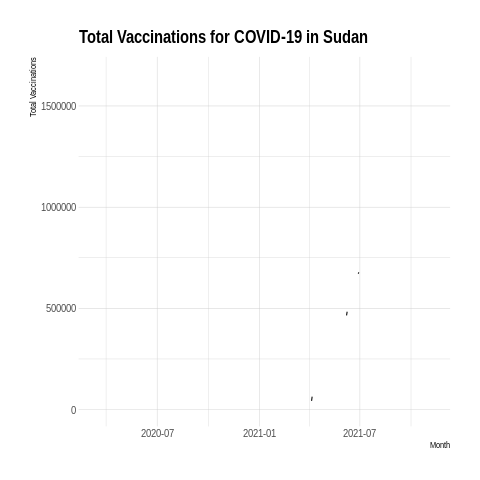 Total Vaccinations for COVID-19 in Sudan
Total Vaccinations
1500000
1000000
500000
0
2020-07
2021-01
2021-07
Month